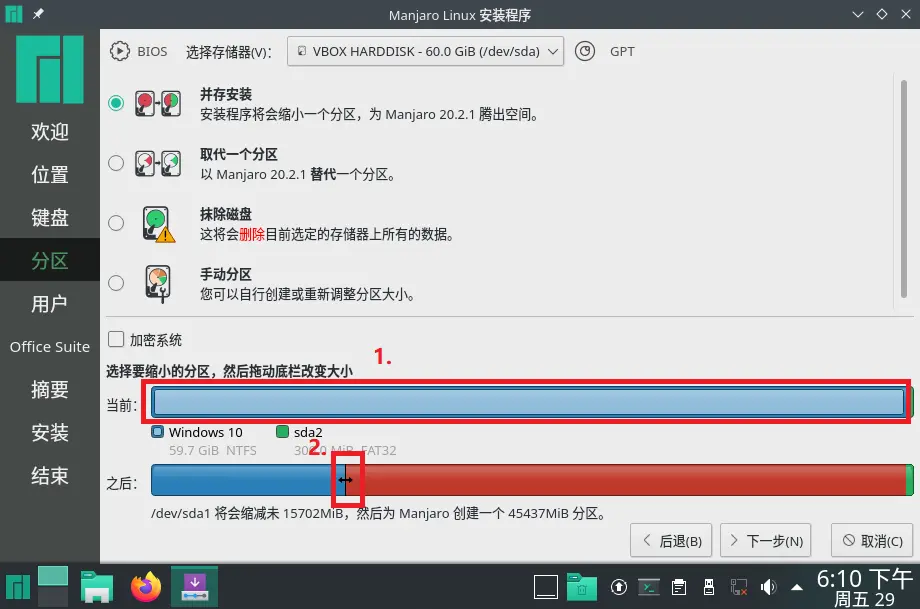 Manjaro Linux 安装程序
BIOS 选择存储器(V)： VBOX HARDDISK - 60.0 GiB (/dev/sda) GPT
欢迎
位置
键盘
分区
用户
Office Suite
摘要
安装
结束
并存安装
安装程序将会缩小一个分区，为 Manjaro 20.2.1 腾出空间。
取代一个分区
以 Manjaro 20.2.1 替代一个分区。
抹除磁盘
这将会删除目前选定的存储器上所有的数据。
手动分区
您可以自行创建或重新调整分区大小。
加密系统
1.
选择要缩小的分区，然后拖动底栏改变大小
当前：
Windows 10 sda2
59.7 GiB NTFS MiB FAT32
2.
之后：
/dev/sda1 将会缩减未 15702MiB，然后为 Manjaro 创建一个 45437MiB 分区。
后退(B) 下一步(N) 取消(C)
6:10 下午
周五 29